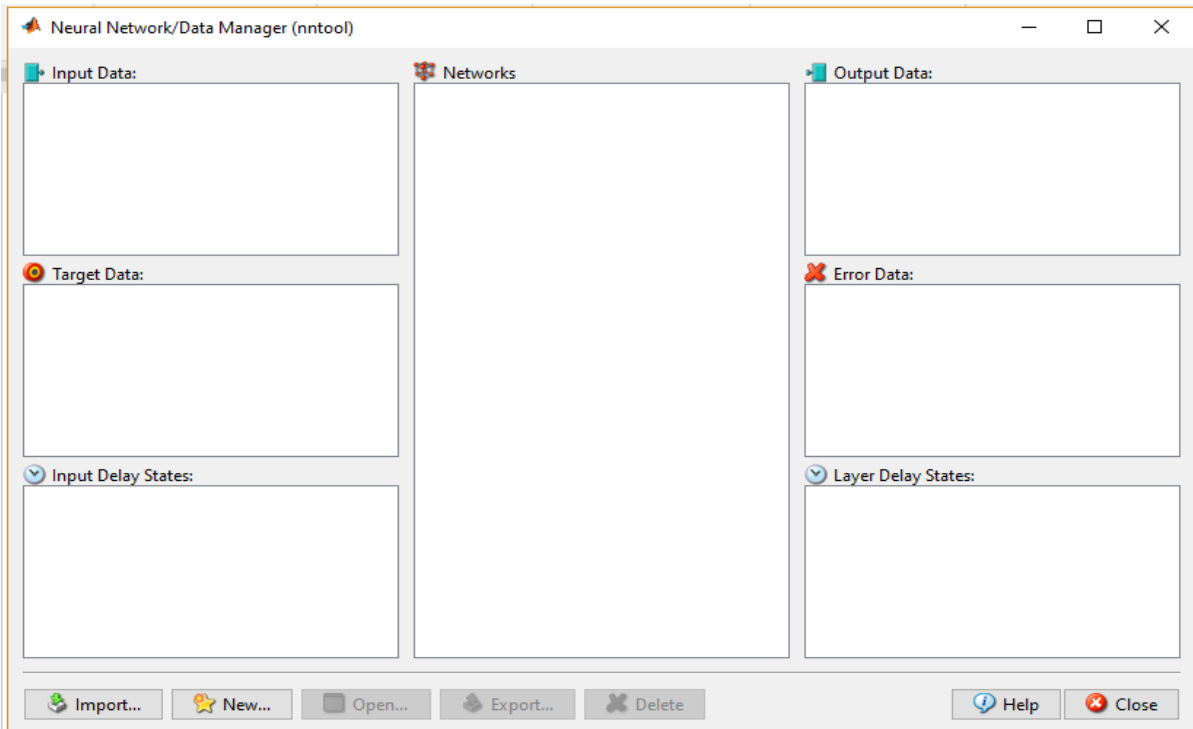 Neural Network/Data Manager (nntool)
Input Data:
Networks
Output Data:
Target Data:
Error Data:
Input Delay States:
Layer Delay States:
Import...
New...
Open...
Export...
Delete
Help
Close